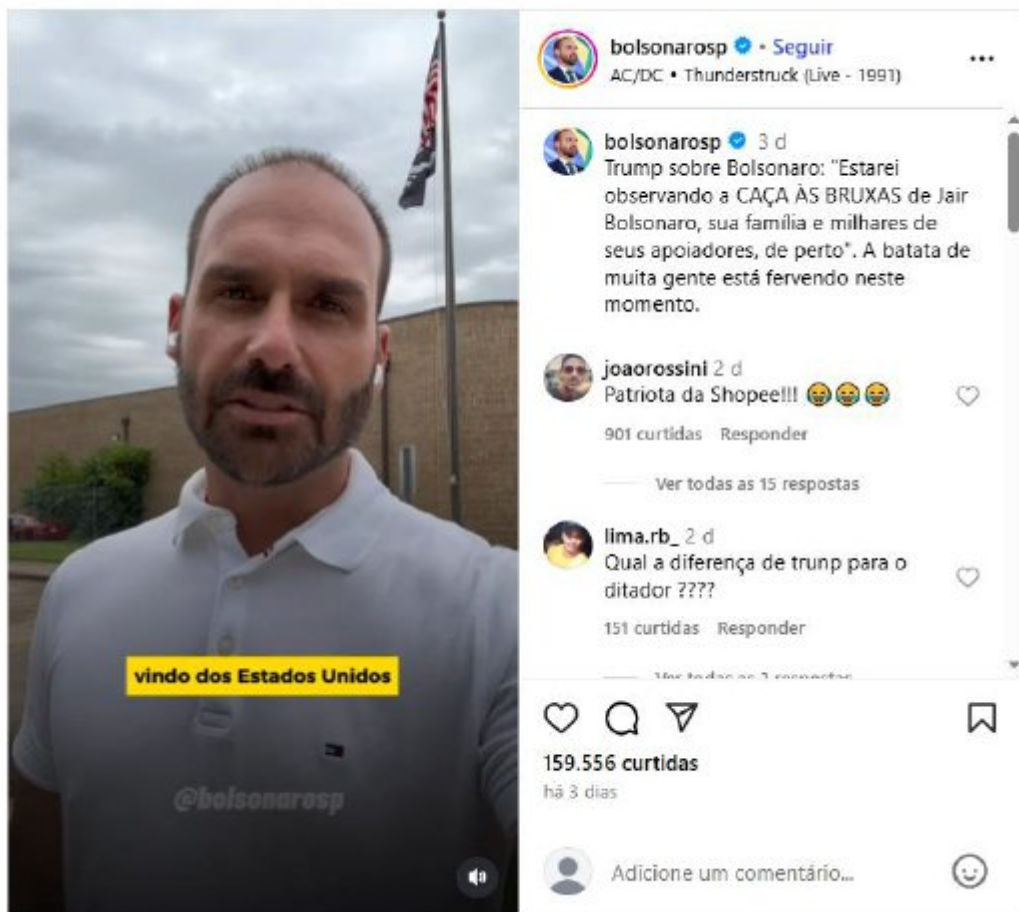 vindo dos Estados Unidos
@bolsonarosp
bolsonarosp • Seguir
AC/DC • Thunderstruck (Live - 1991)
bolsonarosp 3 d
Trump sobre Bolsonaro: "Estarei
observando a CAÇA ÀS BRUXAS de Jair
Bolsonaro, sua família e milhares de
seus apoiadores, de perto". A batata de
muita gente está fervendo neste
momento.
joaorossini 2 d
Patriota da Shopee!!! 😂😂😂
901 curtidas Responder
Ver todas as 15 respostas
lima.rb_ 2 d
Qual a diferença de trunp para o
ditador ????
151 curtidas Responder
159.556 curtidas
há 3 dias
Adicione um comentário...